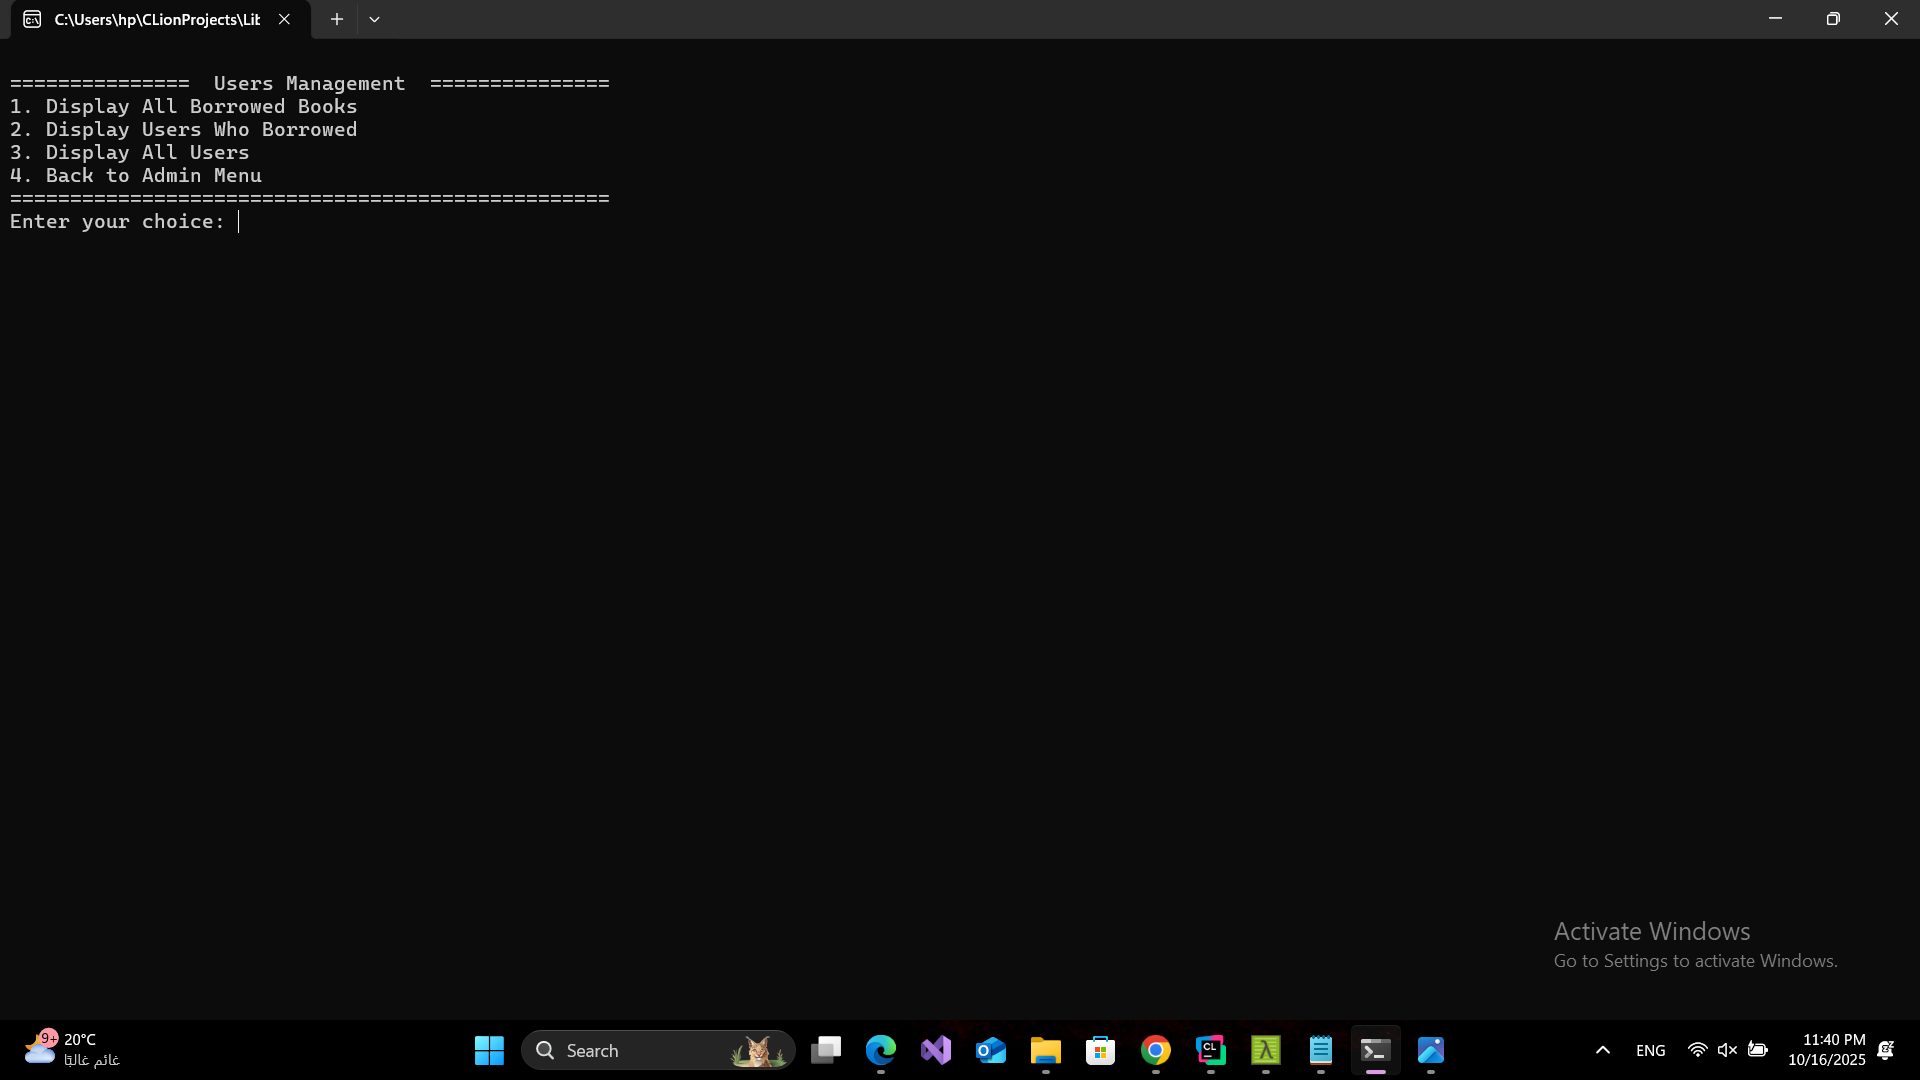 C:\Users\hp\CLionProjects\Lib
===============  Users Management  ===============
1. Display All Borrowed Books
2. Display Users Who Borrowed
3. Display All Users
4. Back to Admin Menu
==================================================
Enter your choice:
Activate Windows
Go to Settings to activate Windows.
9+
20°C
غائم غالبًا
Search
CL
ENG
11:40 PM
10/16/2025